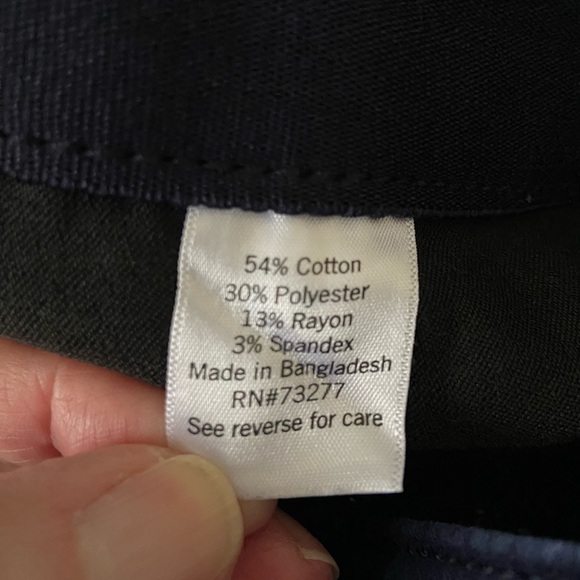 54% Cotton
30% Polyester
13% Rayon
3% Spandex
Made in Bangladesh
RN#73277
See reverse for care